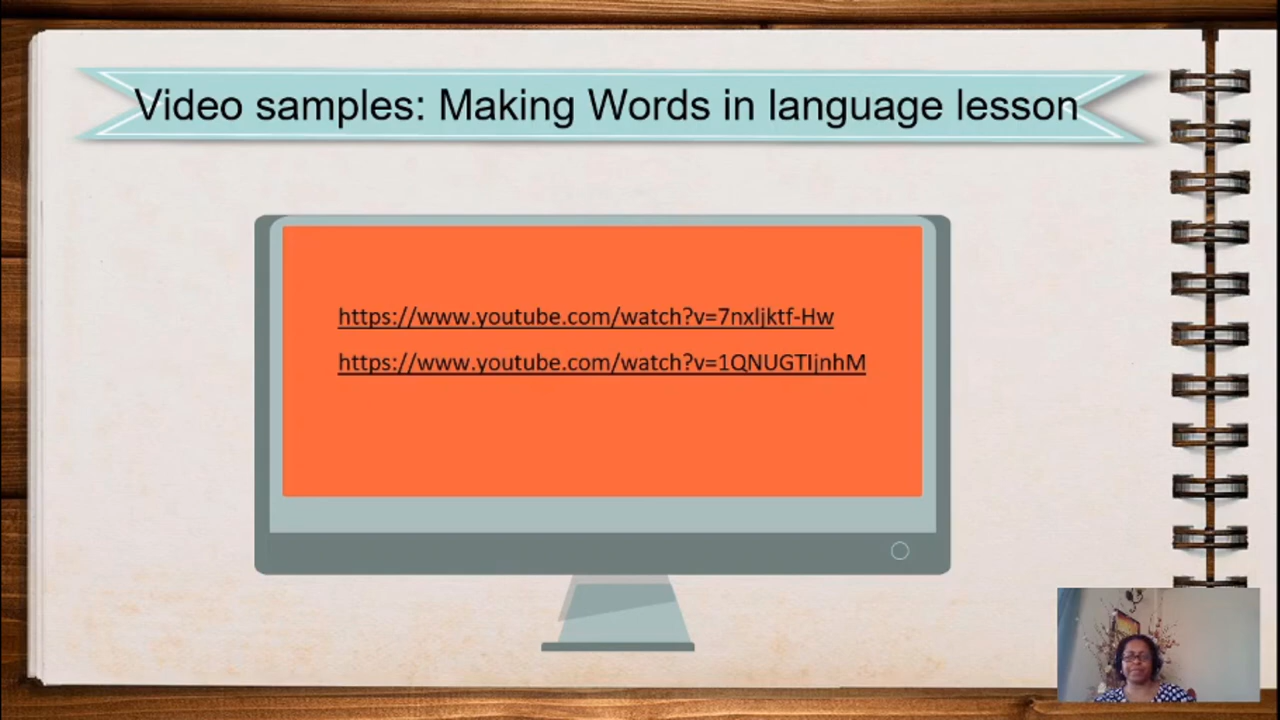 Video samples: Making Words in language lesson
https://www.youtube.com/watch?v=7nxljktf-Hw
https://www.youtube.com/watch?v=1QNUGTIjnhM